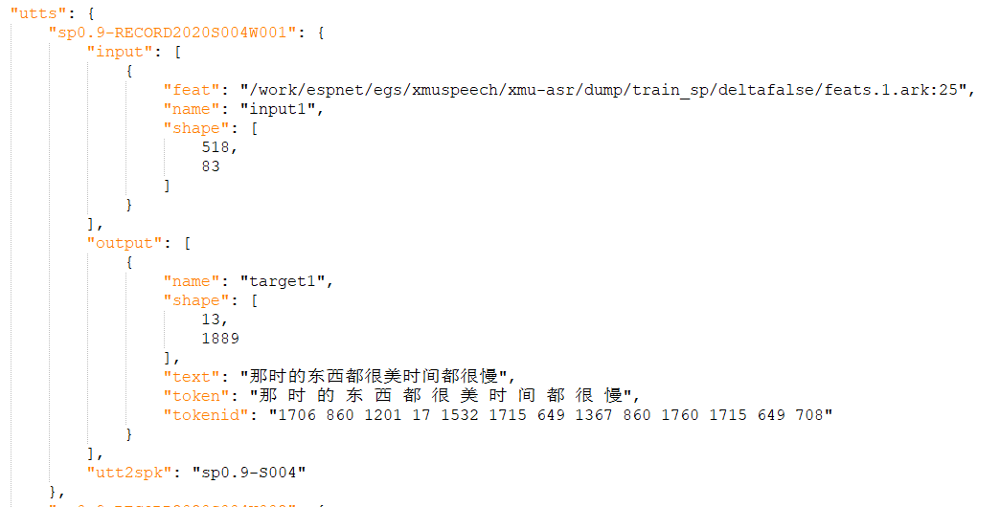 "utts": {
"sp0.9-RECORD2020S004W001": {
"input": [
{
"feat": "/work/espnet/egs/xmuspeech/xmu-asr/dump/train_sp/deltafalse/feats.1.ark:25",
"name": "input1",
"shape": [
518,
83
]
}
],
"output": [
{
"name": "target1",
"shape": [
13,
1889
],
"text": "那时的东西都很美时间都很慢",
"token": "那 时 的 东 西 都 很 美 时 间 都 很 慢",
"tokenid": "1706 860 1201 17 1532 1715 649 1367 860 1760 1715 649 708"
}
],
"utt2spk": "sp0.9-S004"
},